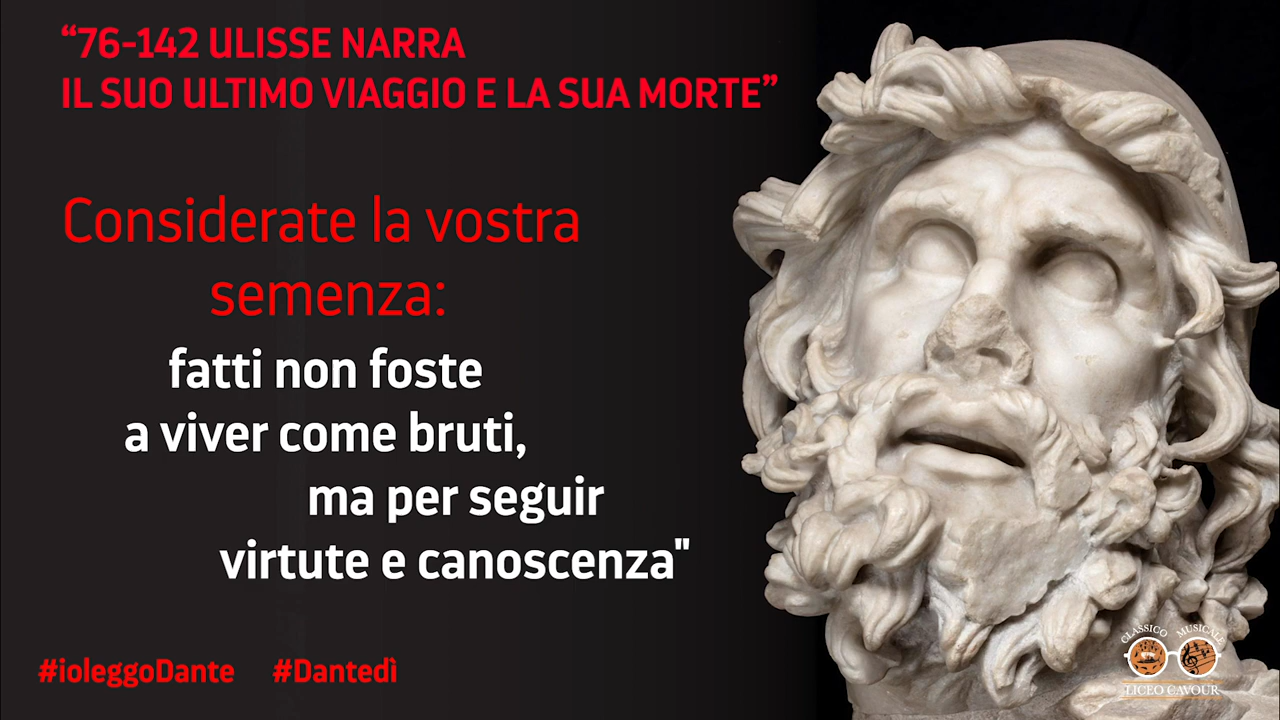 “76-142 ULISSE NARRA
IL SUO ULTIMO VIAGGIO E LA SUA MORTE”
Considerate la vostra
semenza:
fatti non foste
a viver come bruti,
ma per seguir
virtute e canoscenza"
#ioleggoDante #Dantedì
CLASSICO MUSICALE
LICEO CAVOUR